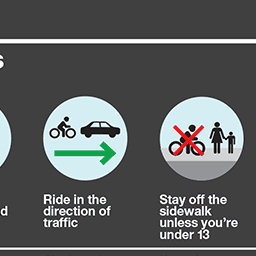 s
d
Ride in the
direction of
traffic
Stay off the
sidewalk
unless you're
under 13